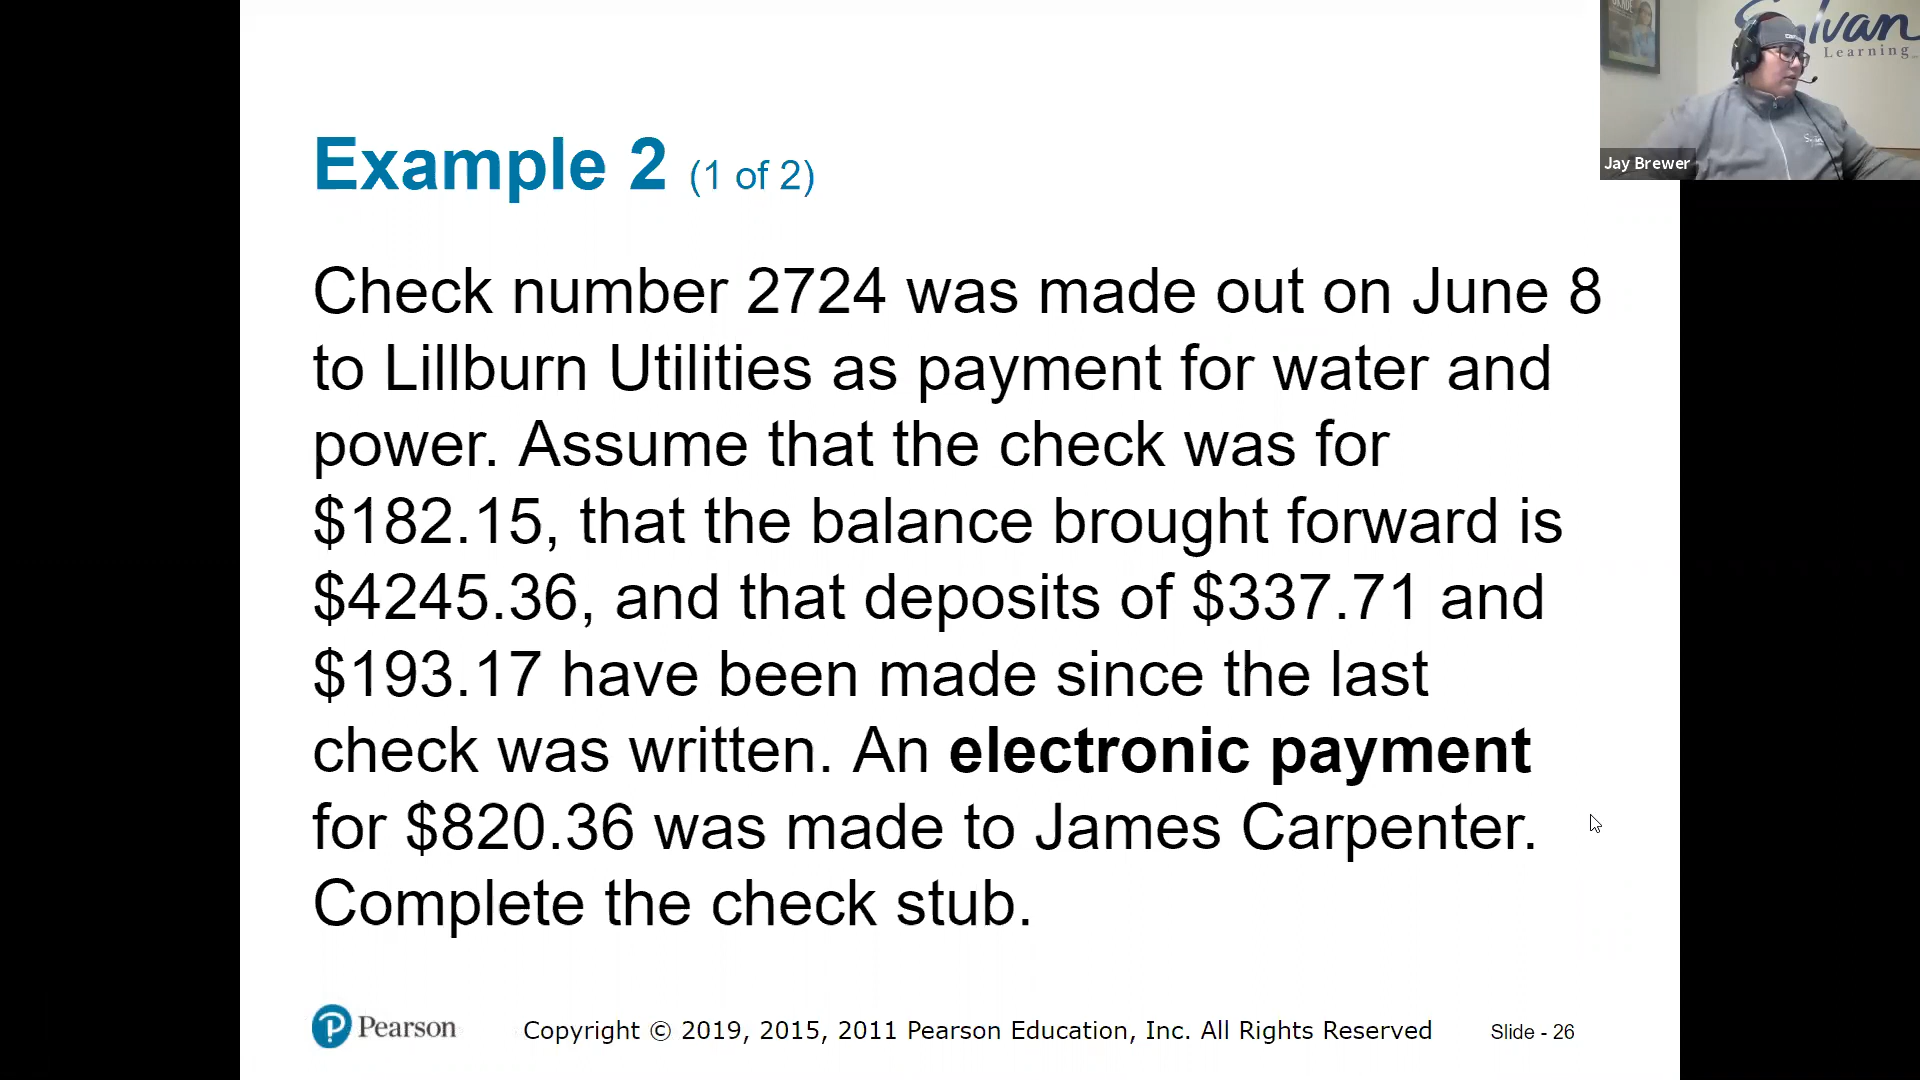 Example 2 (1 of 2)
Check number 2724 was made out on June 8
to Lillburn Utilities as payment for water and
power. Assume that the check was for
$182.15, that the balance brought forward is
$4245.36, and that deposits of $337.71 and
$193.17 have been made since the last
check was written. An electronic payment
for $820.36 was made to James Carpenter.
Complete the check stub.
Pearson
Copyright © 2019, 2015, 2011 Pearson Education, Inc. All Rights Reserved
Slide - 26
Sylvan
Learning
Jay Brewer